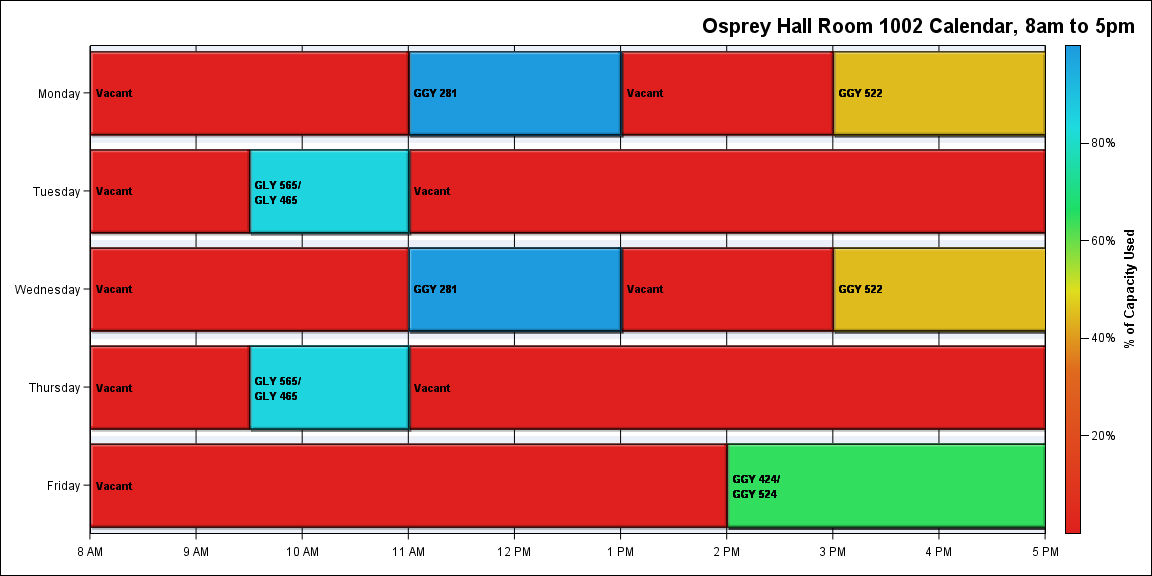 Osprey Hall Room 1002 Calendar, 8am to 5pm
Monday
Vacant
GGY 281
Vacant
GGY 522
Tuesday
Vacant
GLY 565/
GLY 465
Vacant
Wednesday
Vacant
GGY 281
Vacant
GGY 522
Thursday
Vacant
GLY 565/
GLY 465
Vacant
Friday
Vacant
GGY 424/
GGY 524
8 AM
9 AM
10 AM
11 AM
12 PM
1 PM
2 PM
3 PM
4 PM
5 PM
80%
60%
40%
20%
% of Capacity Used